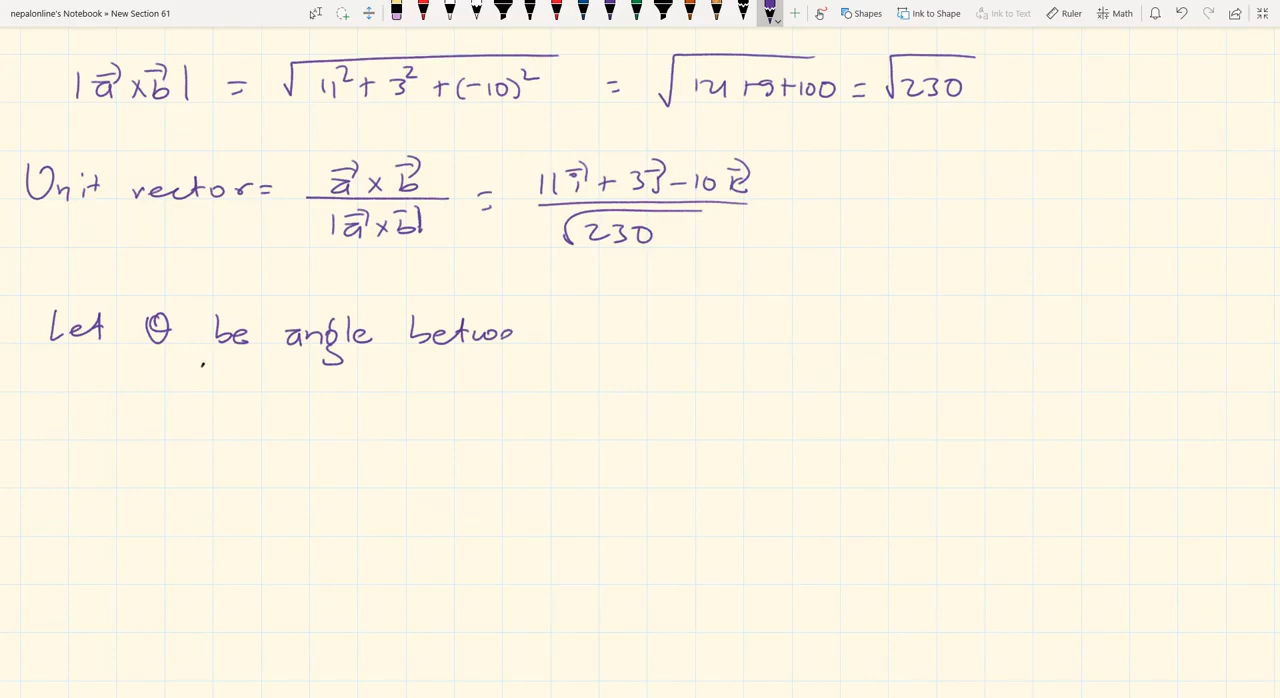 nepalonline's Notebook » New Section 61
Shapes Ink to Shape Ink to Text Ruler Math
|a⃗ × b⃗| = √(11² + 3² + (-10)²) = √(121 + 9 + 100) = √230
Unit vector = (a⃗ × b⃗)/|a⃗ × b⃗| = (11i⃗ + 3j⃗ - 10k⃗)/√230
Let θ be angle